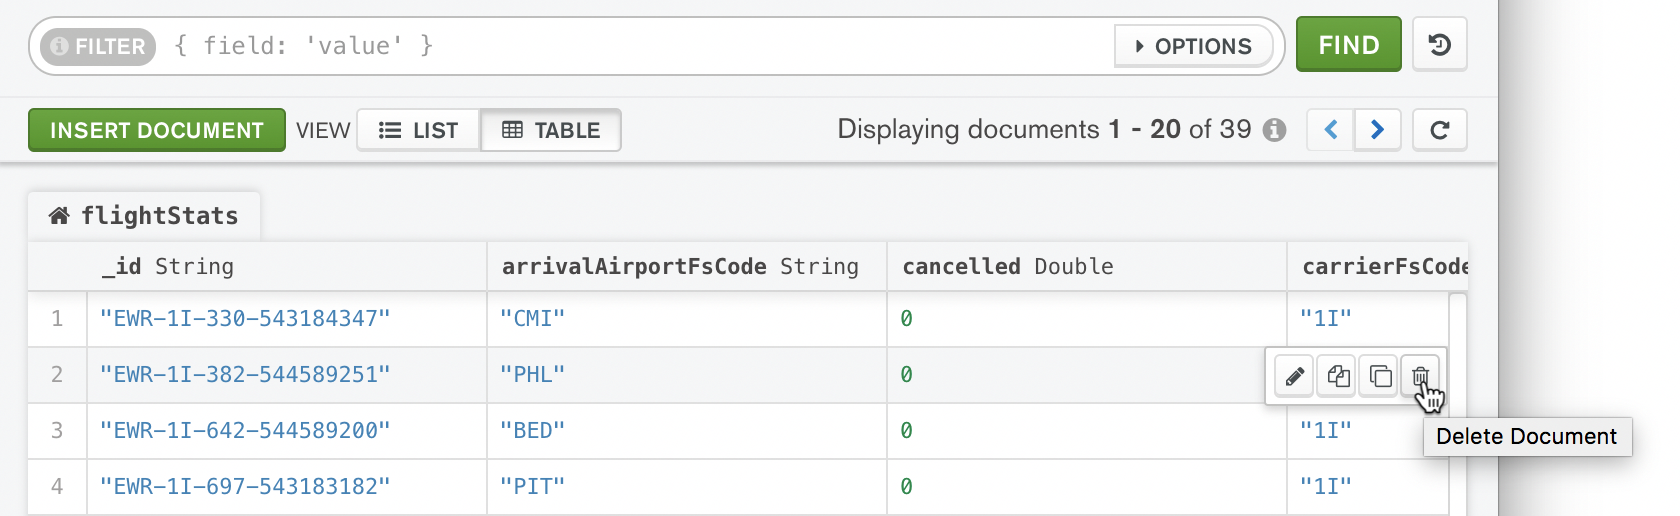 FILTER { field: 'value' } OPTIONS FIND
INSERT DOCUMENT VIEW LIST TABLE Displaying documents 1 - 20 of 39
flightStats
_id String arrivalAirportFsCode String cancelled Double carrierFsCode
1 "EWR-1I-330-543184347" "CMI" 0 "1I"
2 "EWR-1I-382-544589251" "PHL" 0
3 "EWR-1I-642-544589200" "BED" 0 "1I"
Delete Document
4 "EWR-1I-697-543183182" "PIT" 0 "1I"